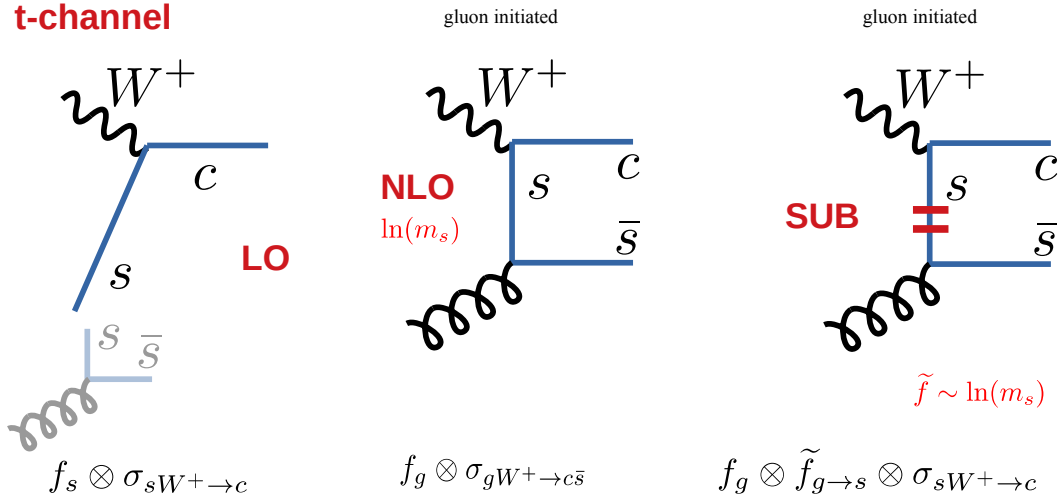 t-channel
W⁺
c
s
LO
s
s̄
f_s ⊗ σ_{sW⁺→c}
gluon initiated
W⁺
c
s
NLO
ln(m_s)
s̄
f_g ⊗ σ_{gW⁺→cs̄}
gluon initiated
W⁺
c
s
SUB
s̄
f̃ ∼ ln(m_s)
f_g ⊗ f̃_{g→s} ⊗ σ_{sW⁺→c}